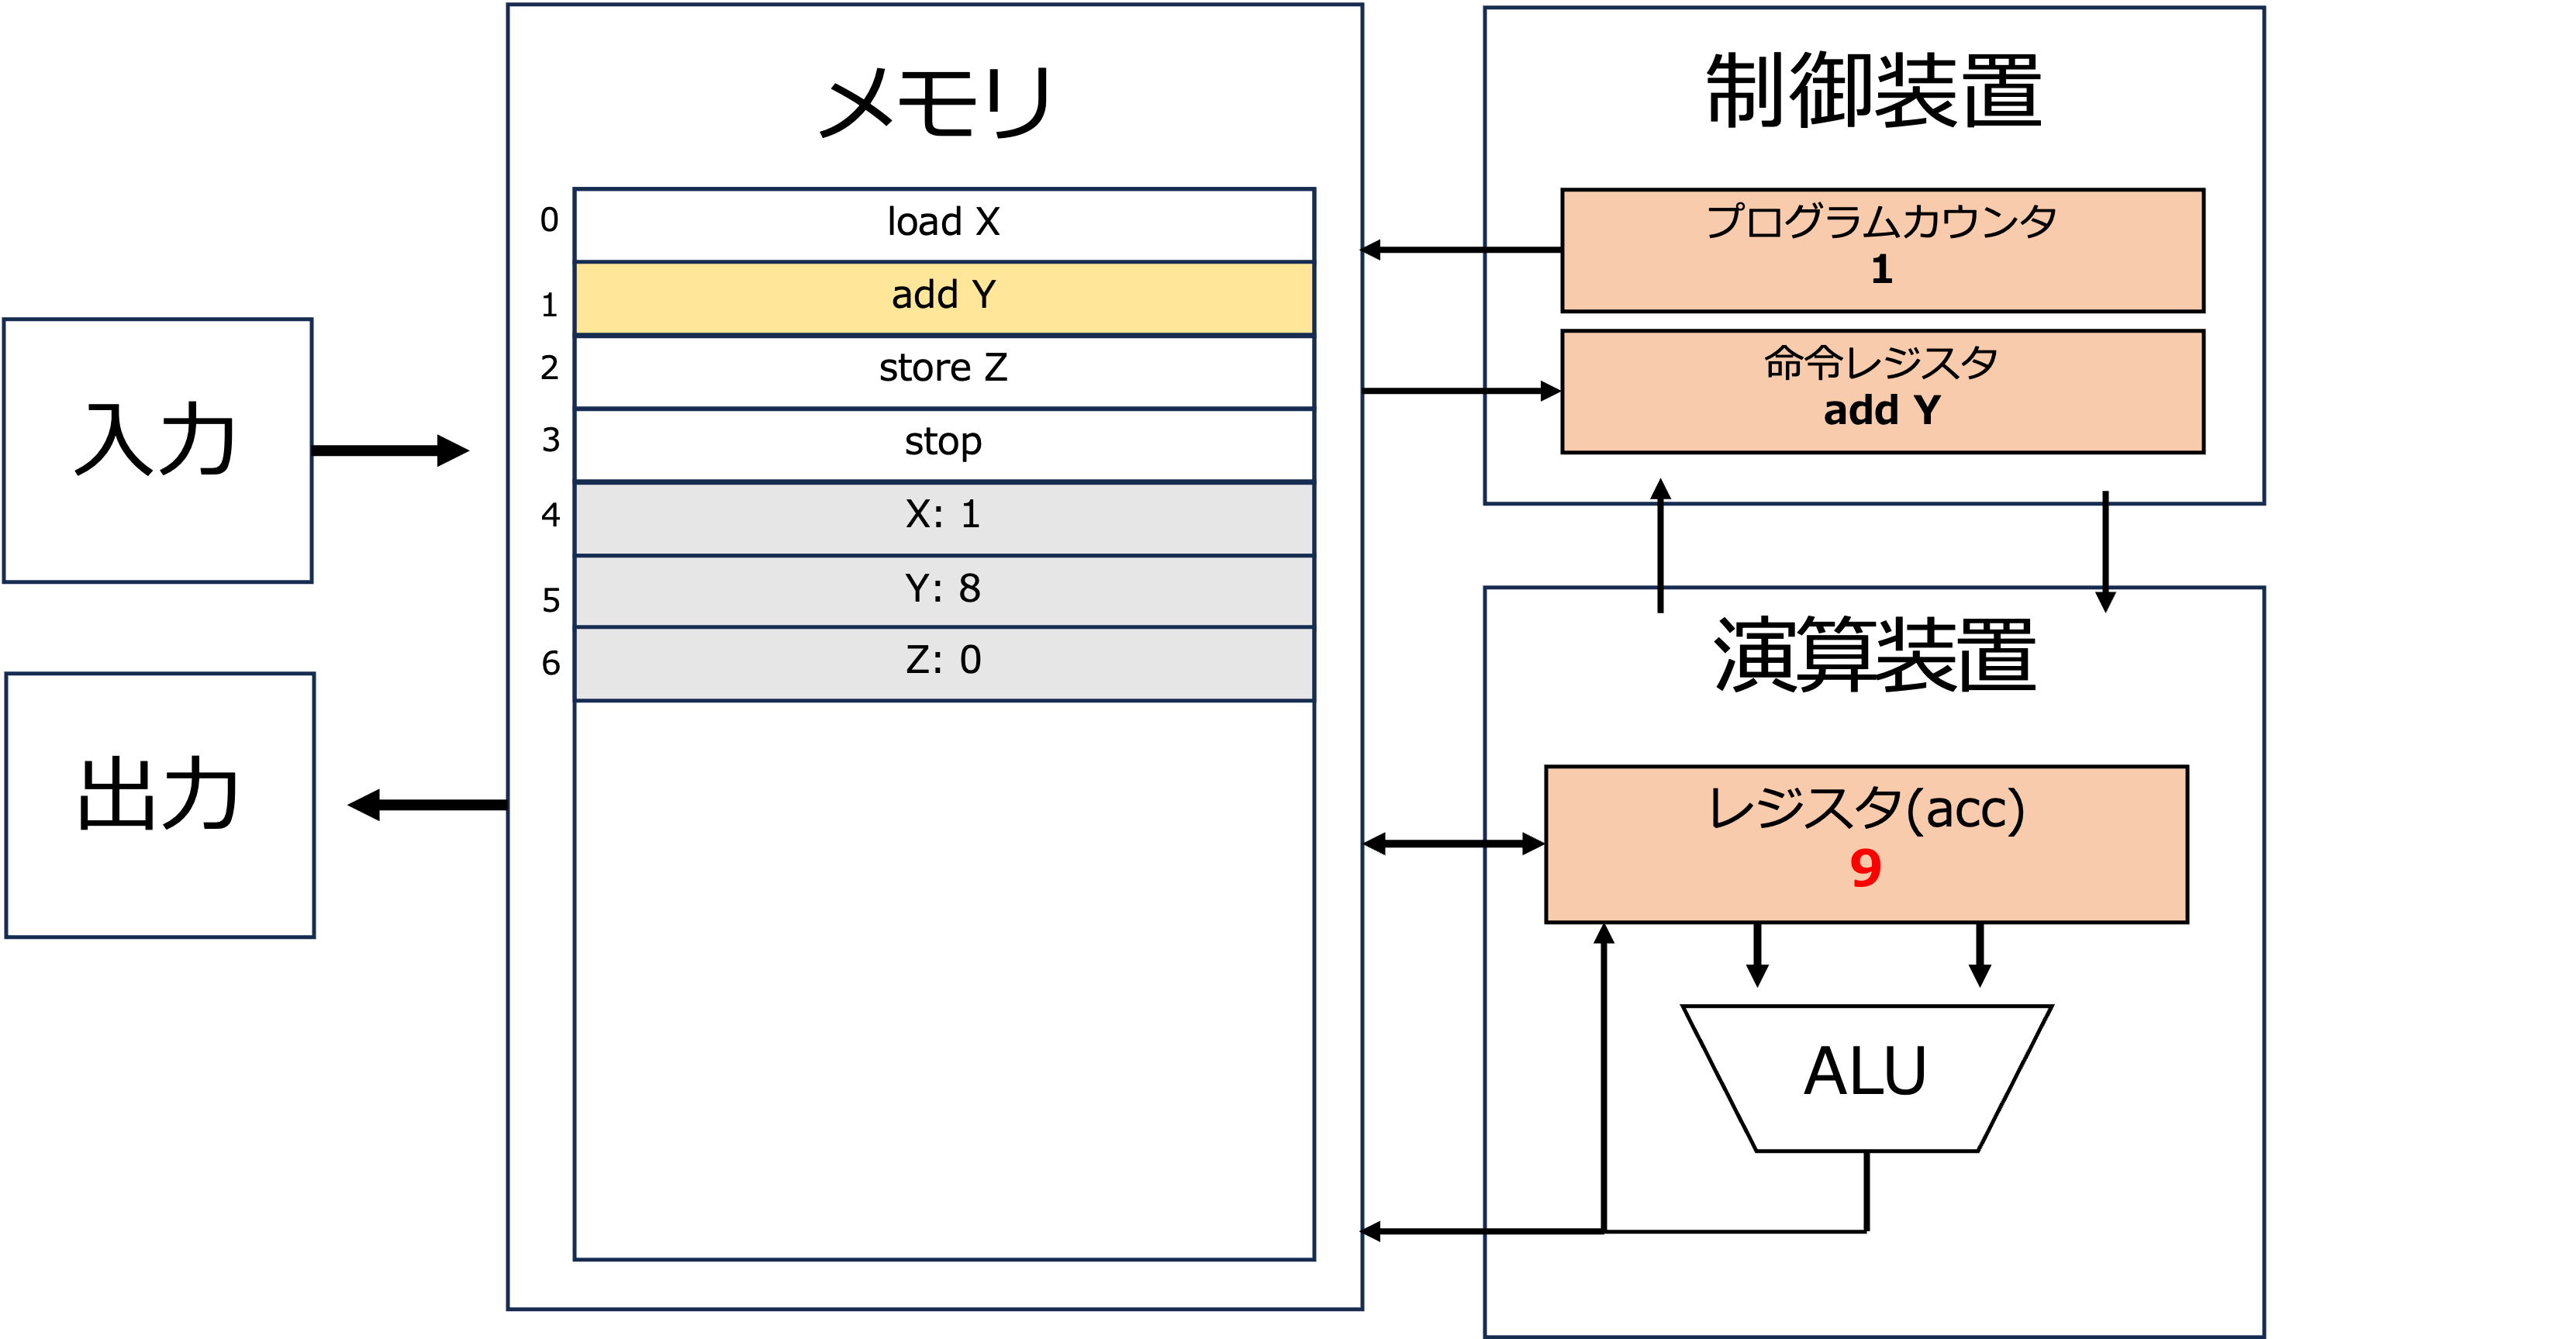 メモリ
0
load X
1
add Y
2
store Z
3
stop
4
X: 1
5
Y: 8
6
Z: 0
入力
出力
制御装置
プログラムカウンタ
1
命令レジスタ
add Y
演算装置
レジスタ(acc)
9
ALU